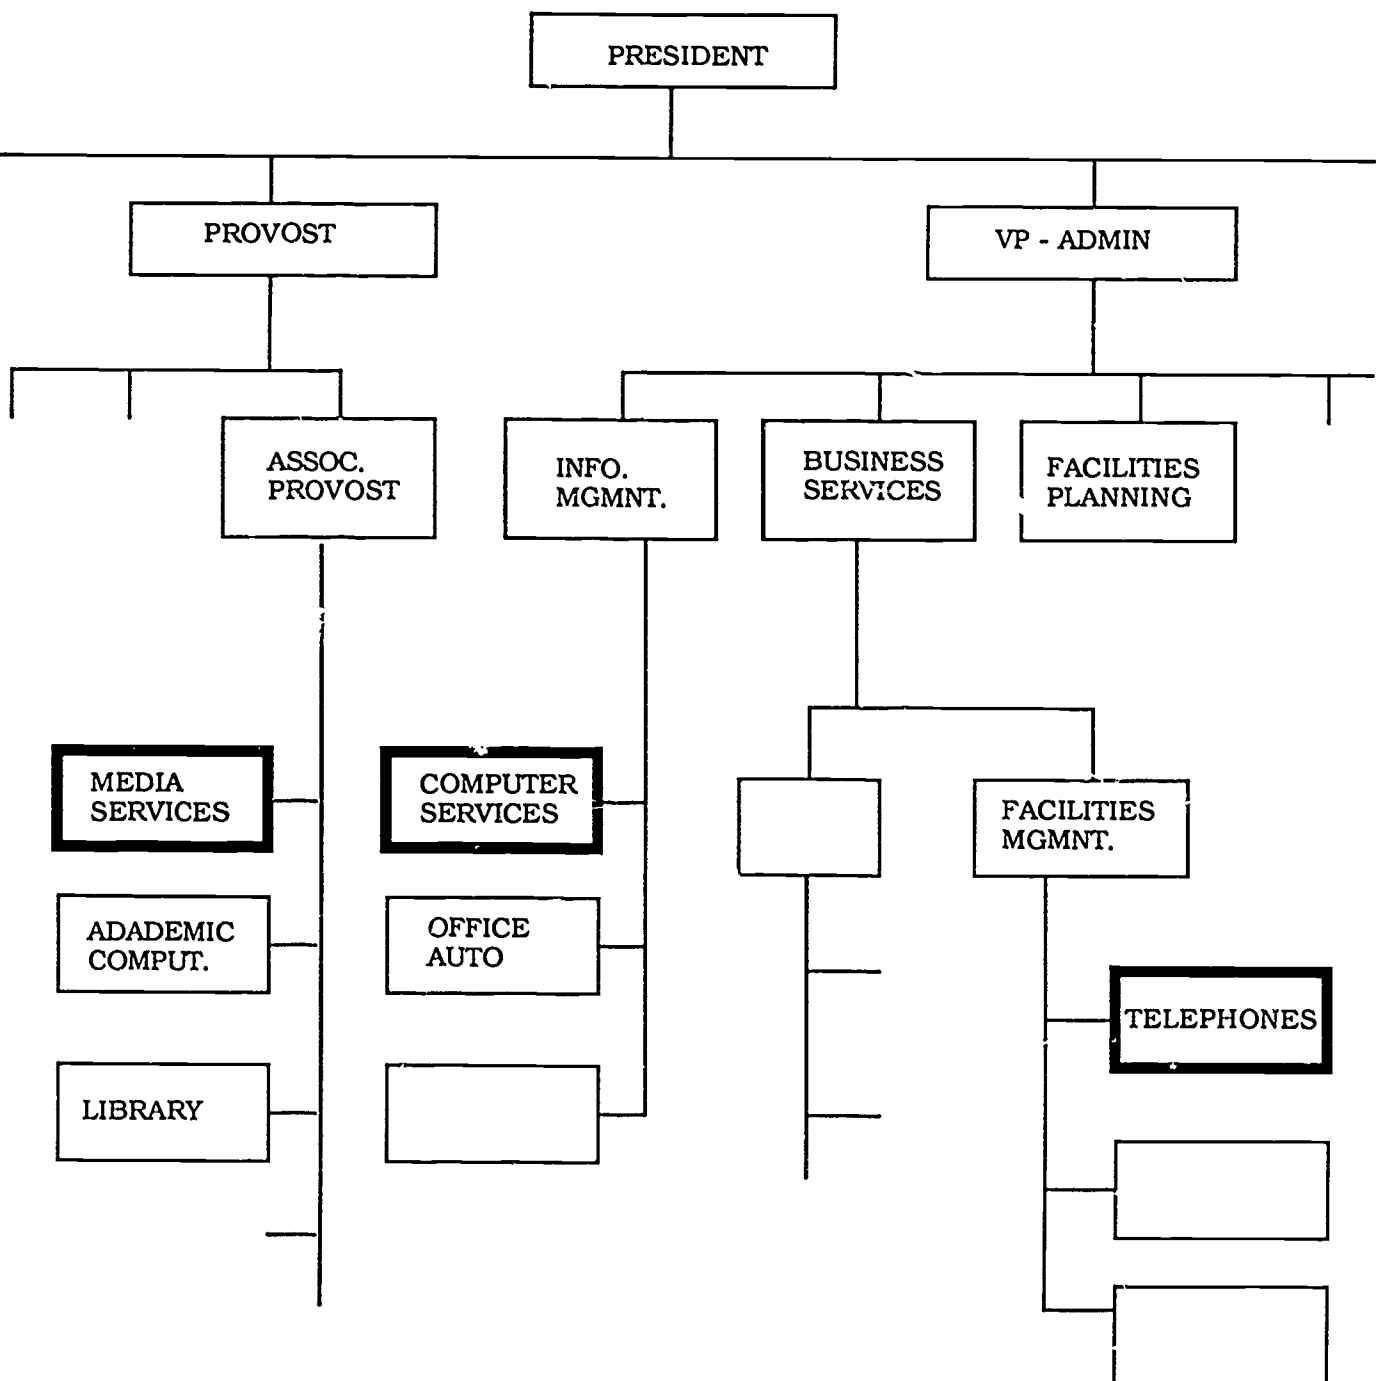 PRESIDENT
PROVOST
VP - ADMIN
ASSOC.
PROVOST
INFO.
MGMNT.
BUSINESS
SERVICES
FACILITIES
PLANNING
MEDIA
SERVICES
COMPUTER
SERVICES
FACILITIES
MGMNT.
ADADEMIC
COMPUT.
OFFICE
AUTO
TELEPHONES
LIBRARY